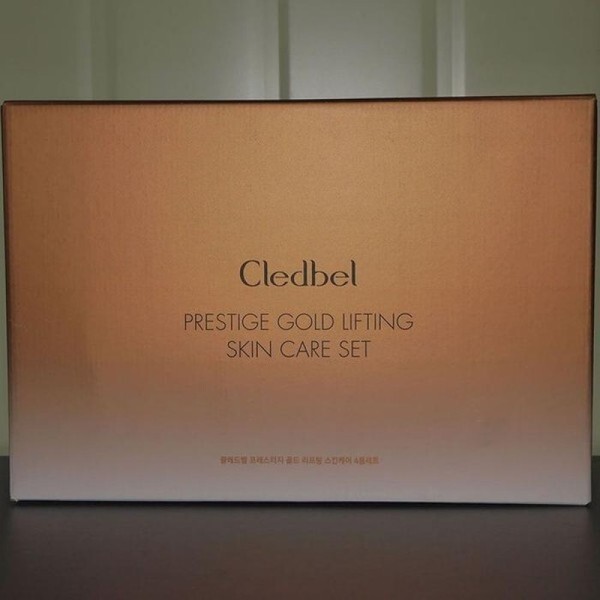 Cledbel
PRESTIGE GOLD LIFTING
SKIN CARE SET
끌레드벨 프레스티지 골드 리프팅 스킨케어 4종세트